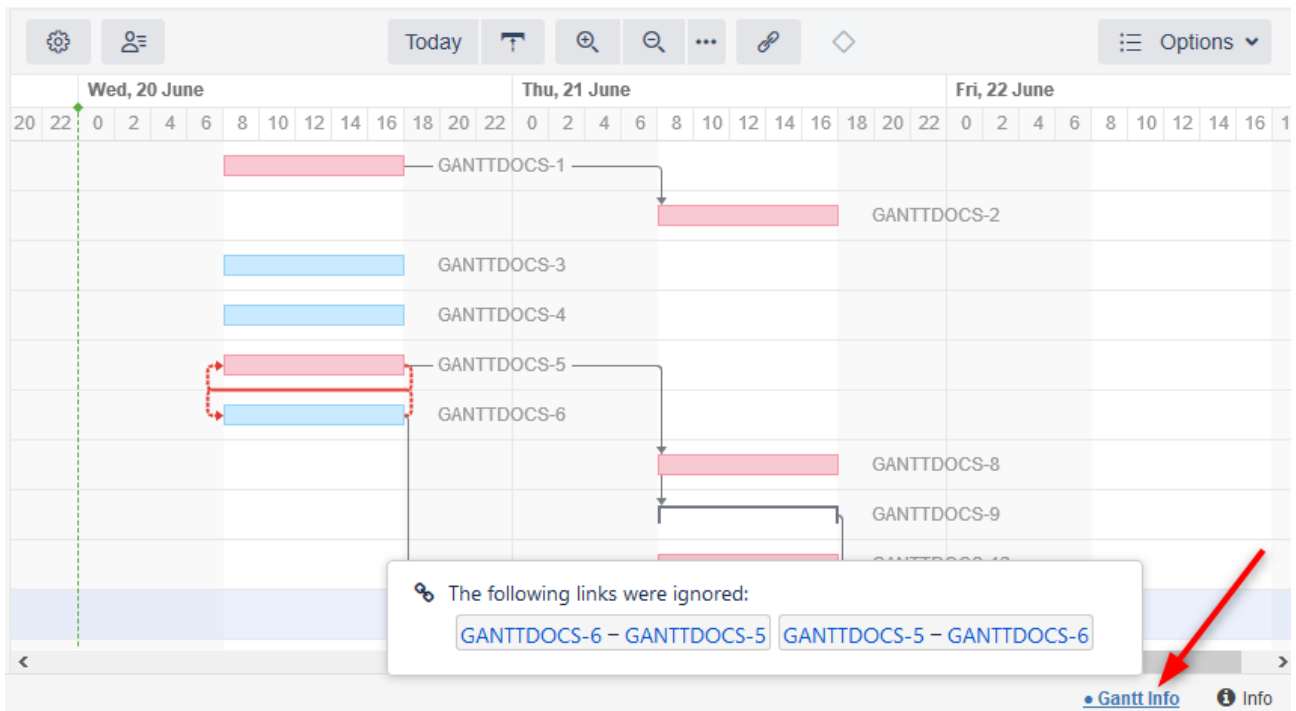 Today Options
Wed, 20 June Thu, 21 June Fri, 22 June
20 22 0 2 4 6 8 10 12 14 16 18 20 22 0 2 4 6 8 10 12 14 16 18 20 22 0 2 4 6 8 10 12 14 16 1
GANTTDOCS-1
GANTTDOCS-2
GANTTDOCS-3
GANTTDOCS-4
GANTTDOCS-5
GANTTDOCS-6
GANTTDOCS-8
GANTTDOCS-9
The following links were ignored:
GANTTDOCS-6 – GANTTDOCS-5 GANTTDOCS-5 – GANTTDOCS-6
• Gantt Info Info